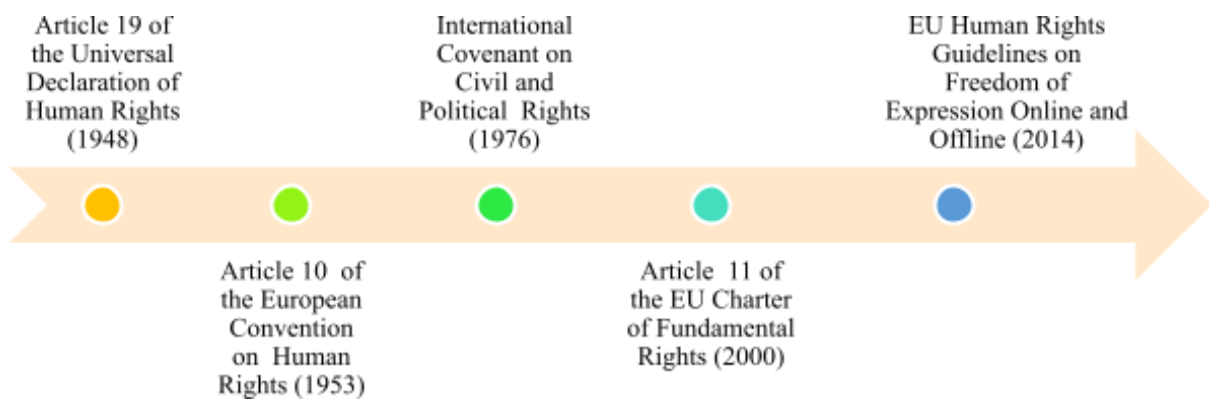 Article 19 of
the Universal
Declaration of
Human Rights
(1948)
Article 10 of
the European
Convention
on Human
Rights (1953)
International
Covenant on
Civil and
Political Rights
(1976)
Article 11 of
the EU Charter
of Fundamental
Rights (2000)
EU Human Rights
Guidelines on
Freedom of
Expression Online and
Offline (2014)